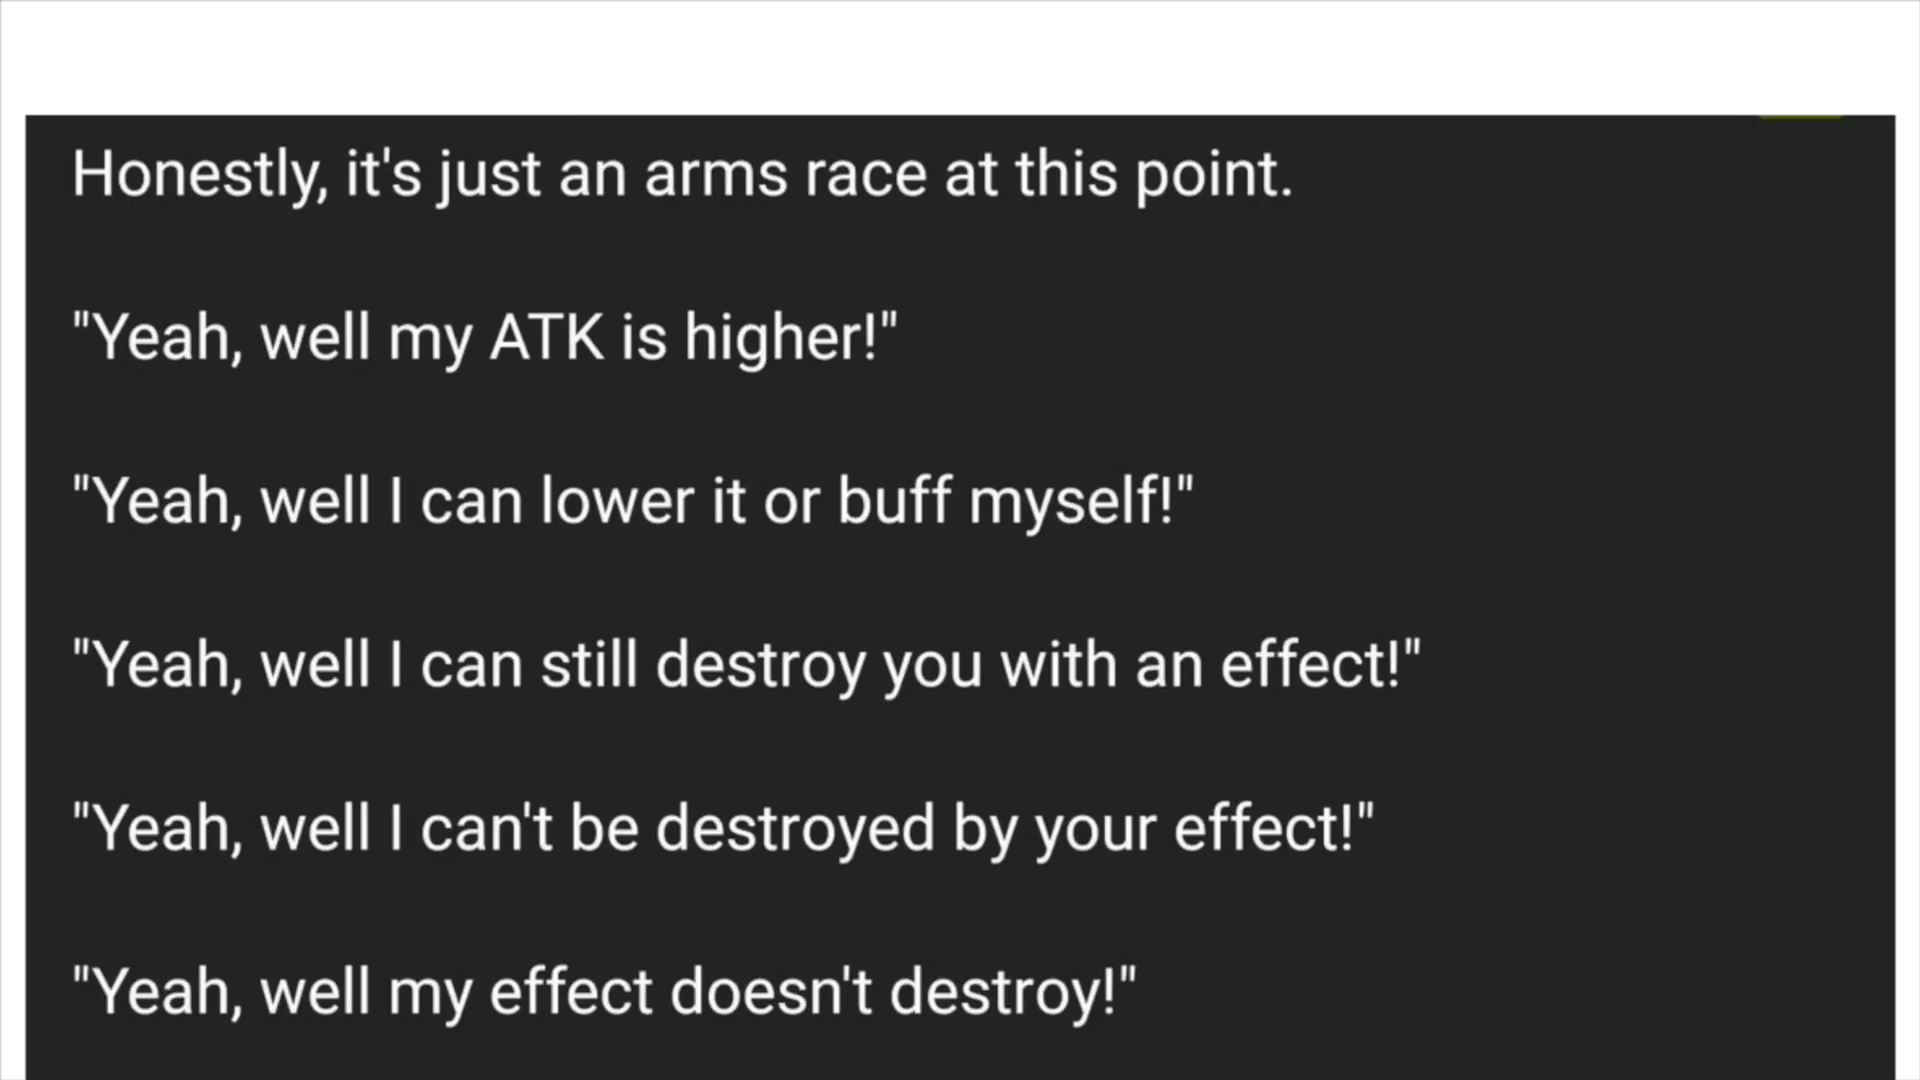 Honestly, it's just an arms race at this point.
"Yeah, well my ATK is higher!"
"Yeah, well I can lower it or buff myself!"
"Yeah, well I can still destroy you with an effect!"
"Yeah, well I can't be destroyed by your effect!"
"Yeah, well my effect doesn't destroy!"